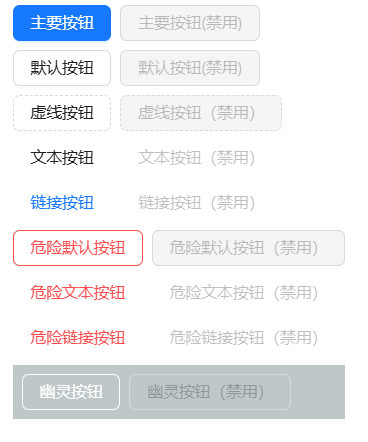 主要按钮 主要按钮(禁用)
默认按钮 默认按钮(禁用)
虚线按钮 虚线按钮（禁用）
文本按钮 文本按钮（禁用）
链接按钮 链接按钮（禁用）
危险默认按钮 危险默认按钮（禁用）
危险文本按钮 危险文本按钮（禁用）
危险链接按钮 危险链接按钮（禁用）
幽灵按钮 幽灵按钮（禁用）